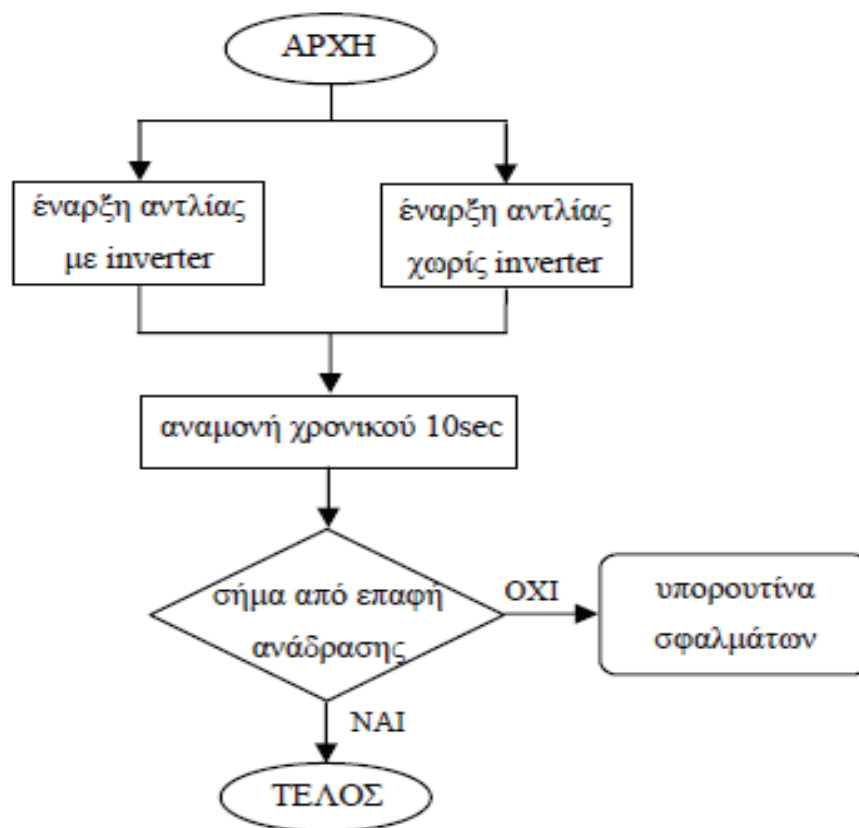 ΑΡΧΗ
έναρξη αντλίας
με inverter
έναρξη αντλίας
χωρίς inverter
αναμονή χρονικού 10sec
σήμα από επαφή
ανάδρασης
ΟΧΙ
υπορουτίνα
σφαλμάτων
ΝΑΙ
ΤΕΛΟΣ